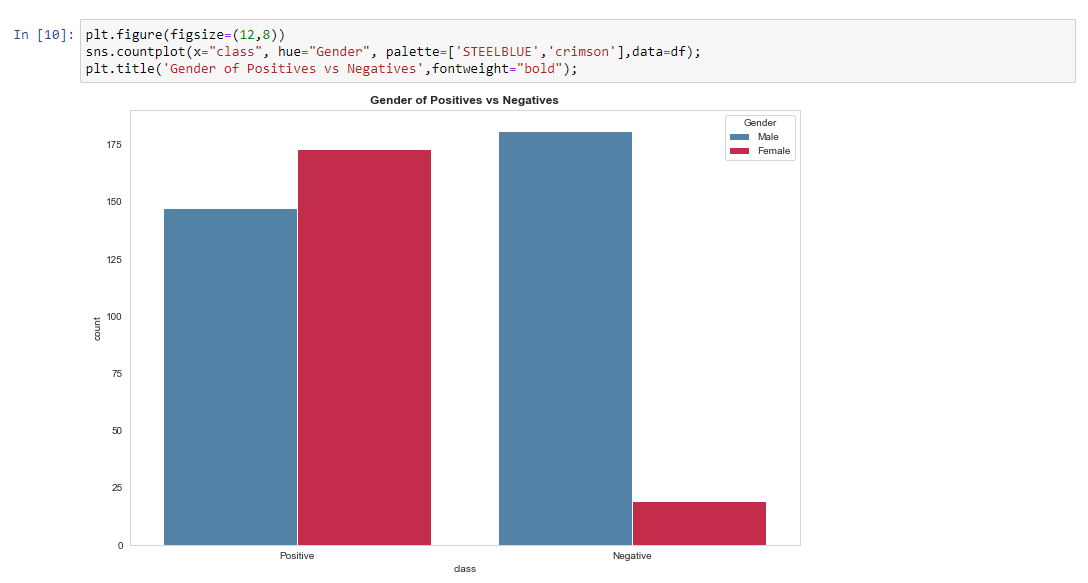 In [10]: plt.figure(figsize=(12,8))
sns.countplot(x="class", hue="Gender", palette=['STEELBLUE','crimson'],data=df);
plt.title('Gender of Positives vs Negatives',fontweight="bold");
Gender of Positives vs Negatives
Gender
Male
Female
175
150
125
100
75
50
25
0
count
Positive Negative
class